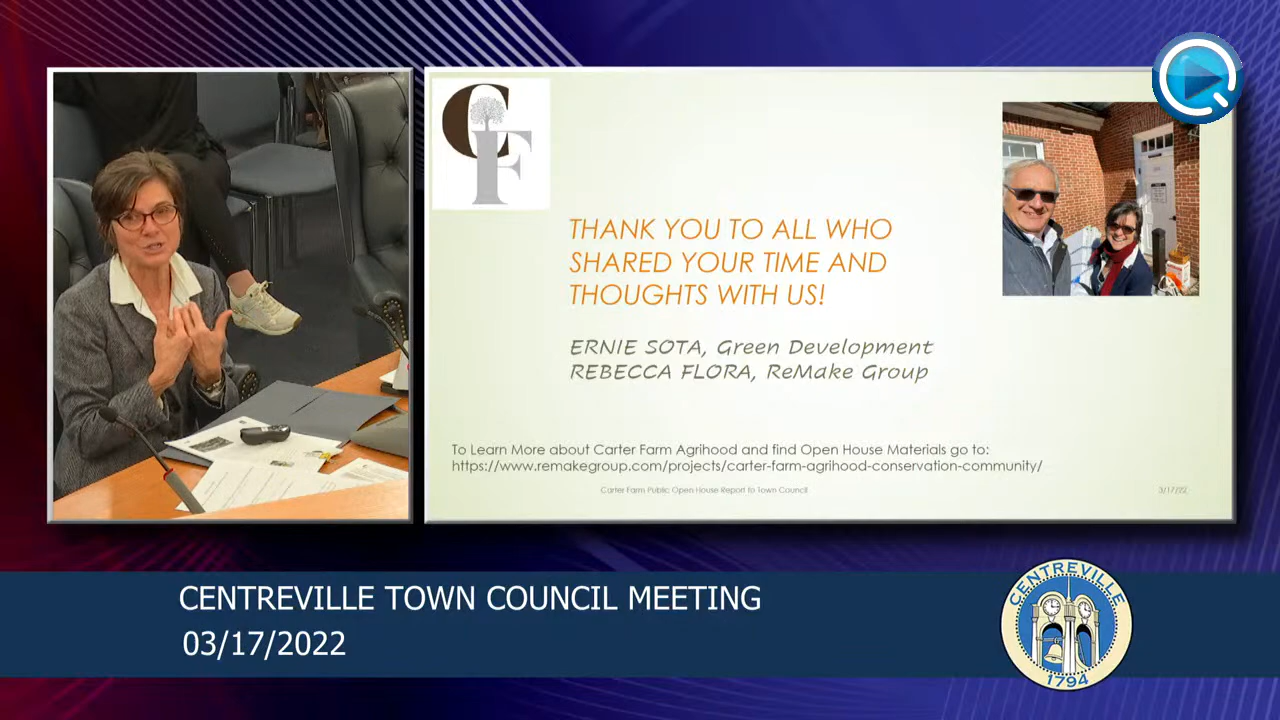 CF
THANK YOU TO ALL WHO
SHARED YOUR TIME AND
THOUGHTS WITH US!
ERNIE SOTA, Green Development
REBECCA FLORA, ReMake Group
To Learn More about Carter Farm Agrihood and find Open House Materials go to:
https://www.remakegroup.com/projects/carter-farm-agrihood-conservation-community/
Carter Farm Public Open House Report to Town Council
3/17/22
CENTREVILLE TOWN COUNCIL MEETING
03/17/2022
CENTREVILLE
1794